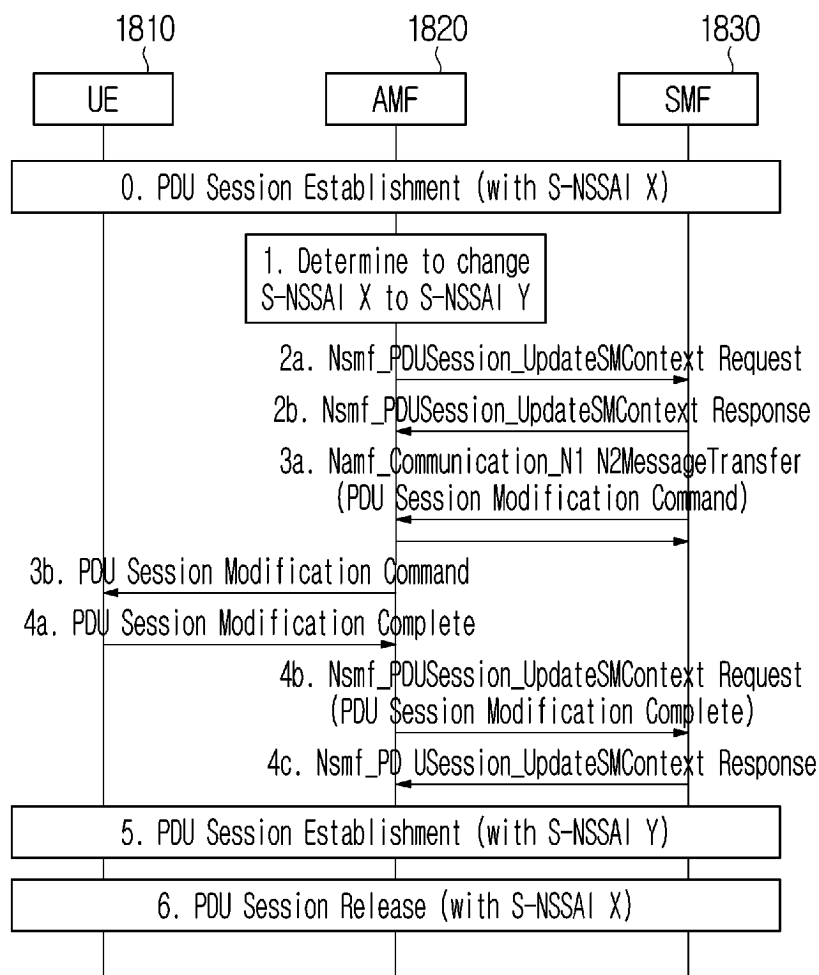 1810 1820 1830
UE AMF SMF
0. PDU Session Establishment (with S-NSSAI X)
1. Determine to change
S-NSSAI X to S-NSSAI Y
2a. Nsmf_PDUSession_UpdateSMContext Request
2b. Nsmf_PDUSession_UpdateSMContext Response
3a. Namf_Communication_N1 N2MessageTransfer
(PDU Session Modification Command)
3b. PDU Session Modification Command
4a. PDU Session Modification Complete
4b. Nsmf_PDUSession_UpdateSMContext Request
(PDU Session Modification Complete)
4c. Nsmf_PD USession_UpdateSMContext Response
5. PDU Session Establishment (with S-NSSAI Y)
6. PDU Session Release (with S-NSSAI X)